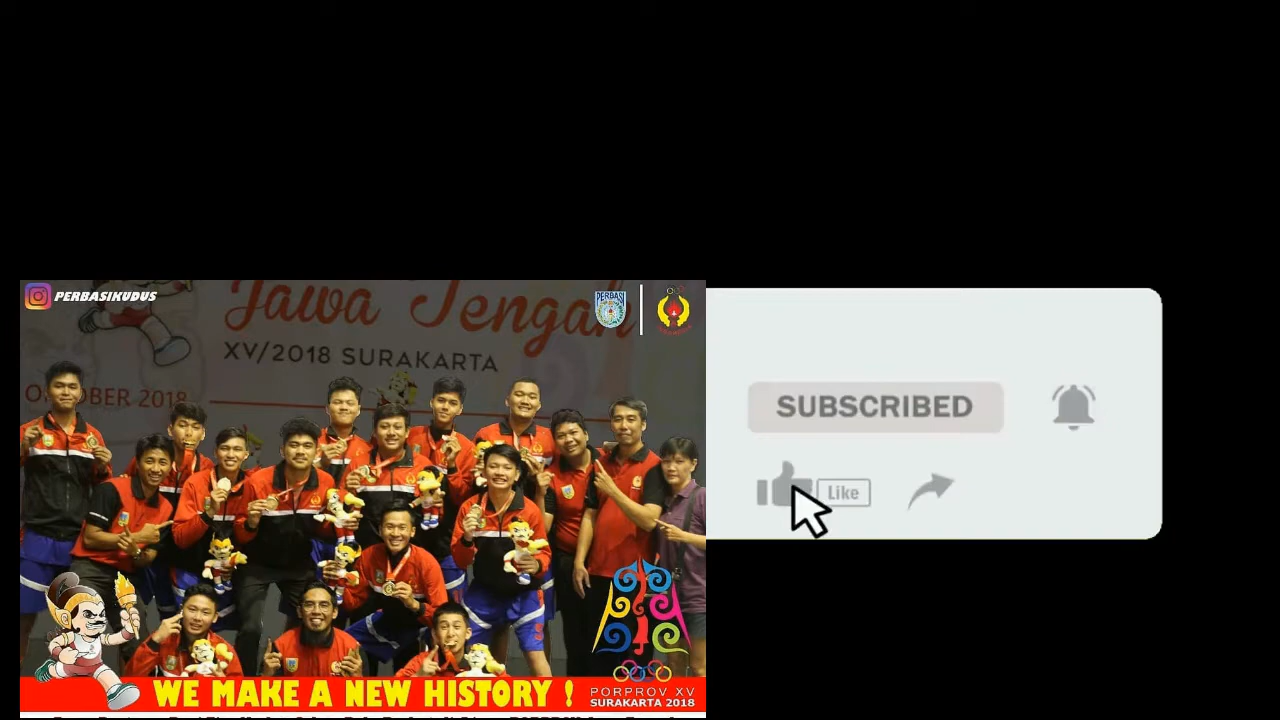 PERBASIKUDUS
Jawa Tengah
PERBASI
XV/2018 SURAKARTA
OKTOBER 2018
SUBSCRIBED
Like
WE MAKE A NEW HISTORY !
PORPROV XV
SURAKARTA 2018